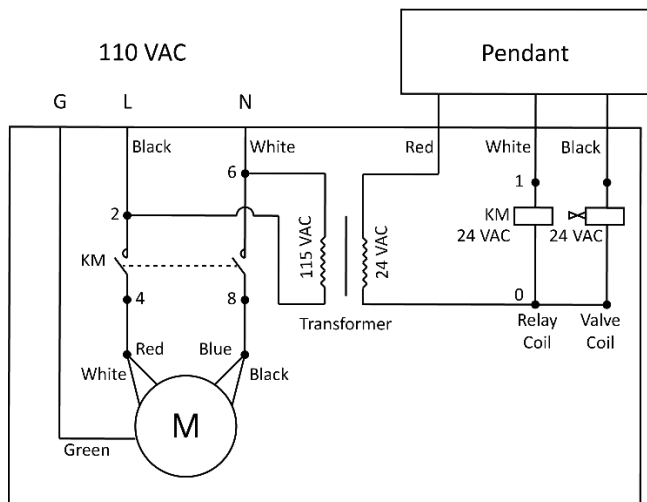 110 VAC
Pendant
G
L
N
Black
White
Red
White
Black
6
1
2
KM
24 VAC
24 VAC
115 VAC
24 VAC
KM
4
8
0
Transformer
Relay
Coil
Valve
Coil
Red
Blue
White
Black
M
Green